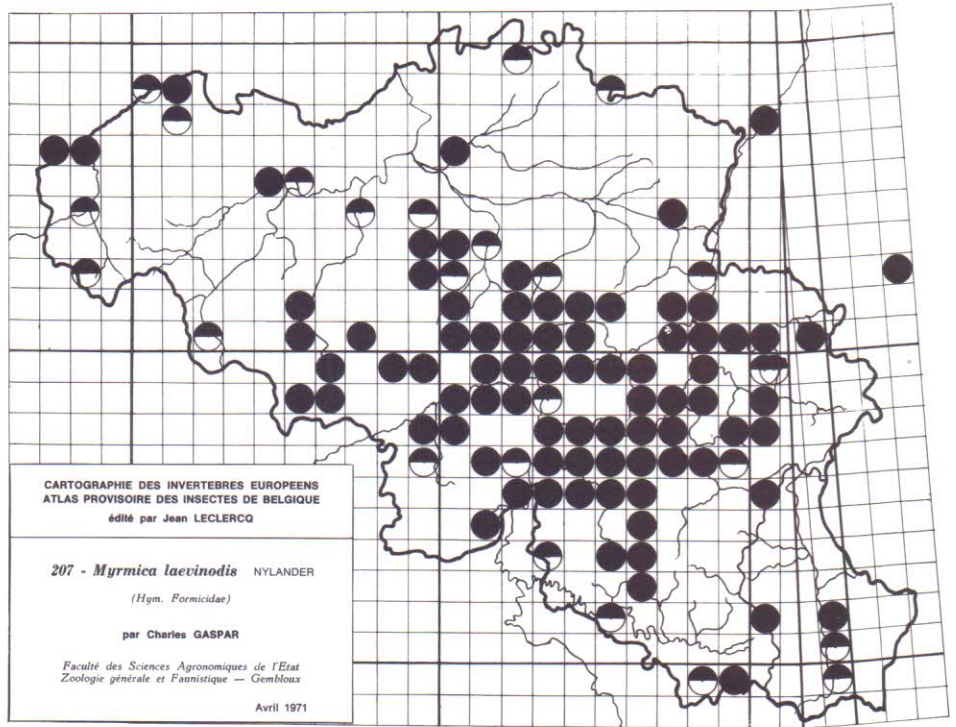 CARTOGRAPHIE DES INVERTEBRES EUROPEENS
ATLAS PROVISOIRE DES INSECTES DE BELGIQUE
édité par Jean LECLERCQ
207 - Myrmica laevinodis NYLANDER
(Hym. Formicidae)
par Charles GASPAR
Faculté des Sciences Agronomiques de l'Etat
Zoologie générale et Faunistique — Gembloux
Avril 1971